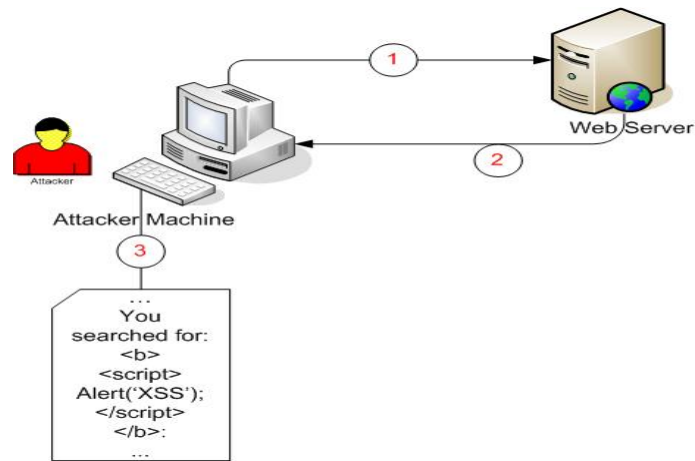 1
Web Server
2
Attacker
Attacker Machine
3
...
You
searched for:
<b>
<script>
Alert(‘XSS’);
</script>
</b>:
...